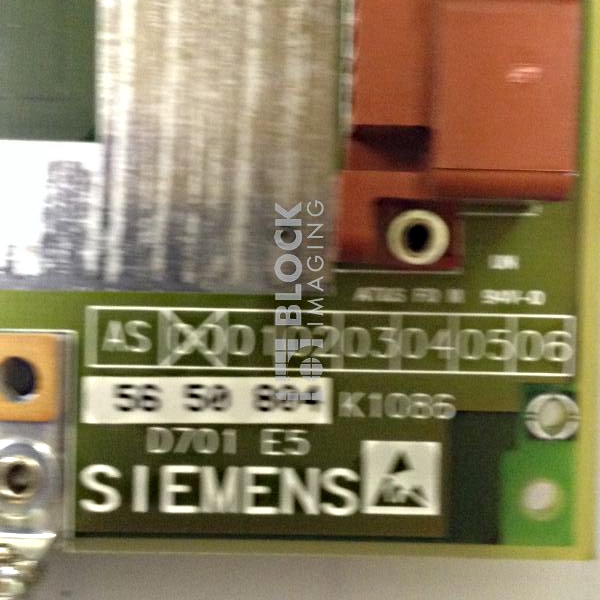 AS 00 01 02 03 04 05 06
56 50 804 K1086
D701 E5
SIEMENS
BLOCK
IMAGING